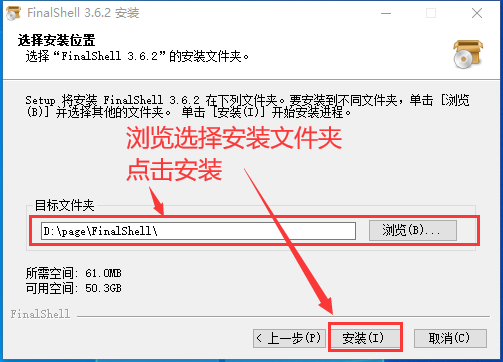 FinalShell 3.6.2 安装
选择安装位置
选择“FinalShell 3.6.2”的安装文件夹。
Setup 将安装 FinalShell 3.6.2 在下列文件夹。要安装到不同文件夹，单击 [浏览
(B)] 并选择其他的文件夹。 单击 [安装(I)] 开始安装进程。
浏览选择安装文件夹
点击安装
目标文件夹
D:\page\FinalShell\
浏览(B)...
所需空间: 61.0MB
可用空间: 50.3GB
FinalShell
< 上一步(P)
安装(I)
取消(C)